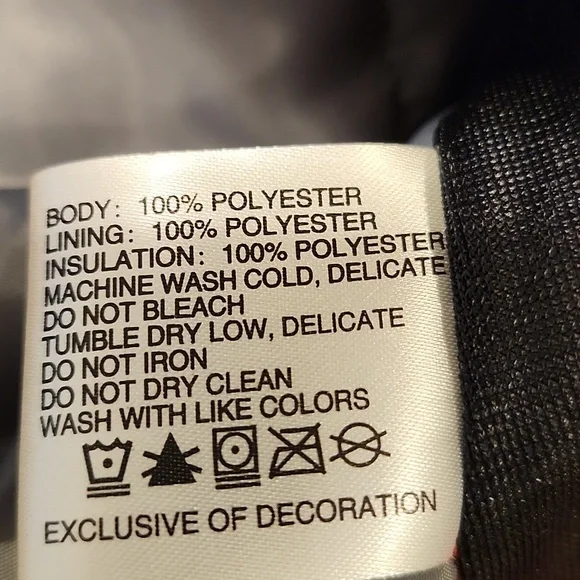 BODY: 100% POLYESTER
LINING: 100% POLYESTER
INSULATION: 100% POLYESTER
MACHINE WASH COLD, DELICATE
DO NOT BLEACH
TUMBLE DRY LOW, DELICATE
DO NOT IRON
DO NOT DRY CLEAN
WASH WITH LIKE COLORS
EXCLUSIVE OF DECORATION